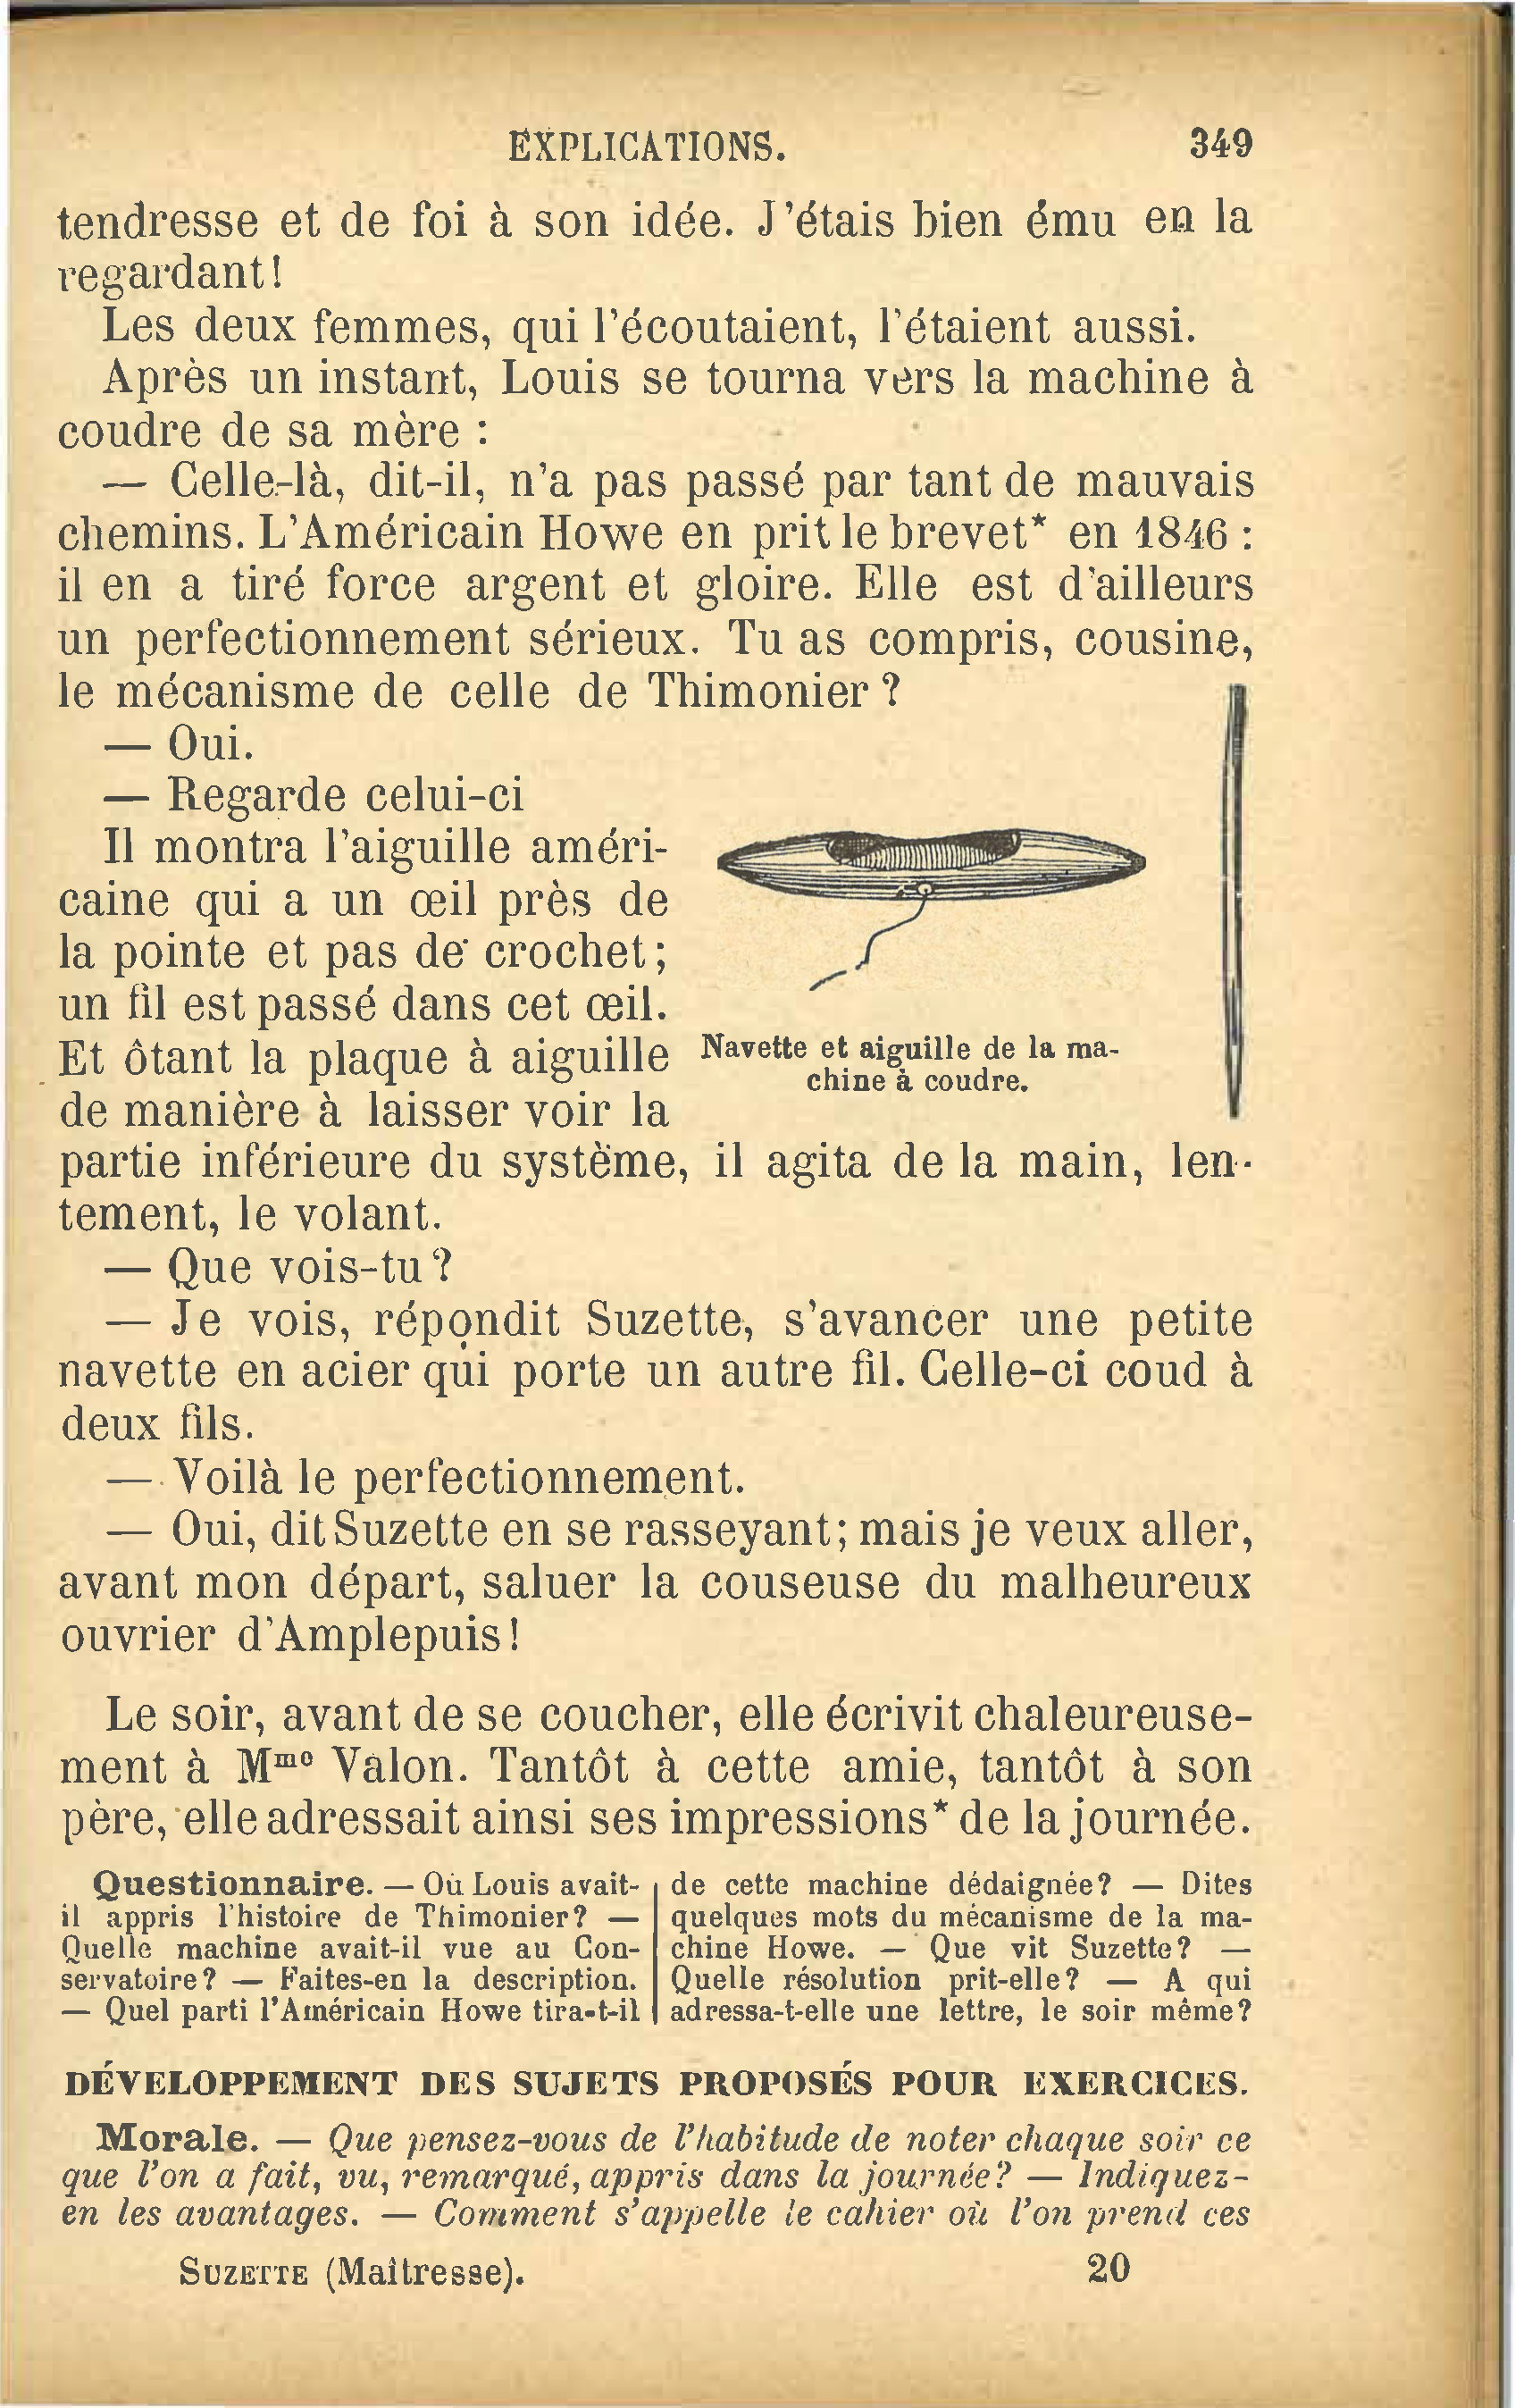 EXPLICATIONS. 349
tendresse et de foi à son idée. J'étais bien ému en la
regardant!
Les deux femmes, qui l'écoutaient, l'étaient aussi.
Après un instant, Louis se tourna vers la machine à
coudre de sa mère :
— Celle-là, dit-il, n'a pas passé par tant de mauvais
chemins. L'Américain Howe en prit le brevet* en 1846 :
il en a tiré force argent et gloire. Elle est d'ailleurs
un perfectionnement sérieux. Tu as compris, cousine,
le mécanisme de celle de Thimonier ?
— Oui.
— Regarde celui-ci
Il montra l'aiguille améri-
caine qui a un œil près de
la pointe et pas de crochet;
un fil est passé dans cet œil.
Et ôtant la plaque à aiguille
de manière à laisser voir la
Navette et aiguille de la ma-
chine à coudre.
partie inférieure du système, il agita de la main, len-
tement, le volant.
— Que vois-tu ?
— Je vois, répondit Suzette, s'avancer une petite
navette en acier qui porte un autre fil. Celle-ci coud à
deux fils.
— Voilà le perfectionnement.
— Oui, dit Suzette en se rasseyant; mais je veux aller,
avant mon départ, saluer la couseuse du malheureux
ouvrier d'Amplepuis!
Le soir, avant de se coucher, elle écrivit chaleureuse-
ment à Mme Valon. Tantôt à cette amie, tantôt à son
père, elle adressait ainsi ses impressions* de la journée.
Questionnaire. — Où Louis avait-
il appris l'histoire de Thimonier? —
Quelle machine avait-il vue au Con-
servatoire? — Faites-en la description.
— Quel parti l'Américain Howe tira-t-il
de cette machine dédaignée? — Dites
quelques mots du mécanisme de la ma-
chine Howe. — Que vit Suzette? —
Quelle résolution prit-elle? — A qui
adressa-t-elle une lettre, le soir même?
DÉVELOPPEMENT DES SUJETS PROPOSÉS POUR EXERCICES.
Morale. — Que pensez-vous de l'habitude de noter chaque soir ce
que l'on a fait, vu, remarqué, appris dans la journée? — Indiquez-
en les avantages. — Comment s'appelle le cahier où l'on prend ces
SUZETTE (Maîtresse). 20